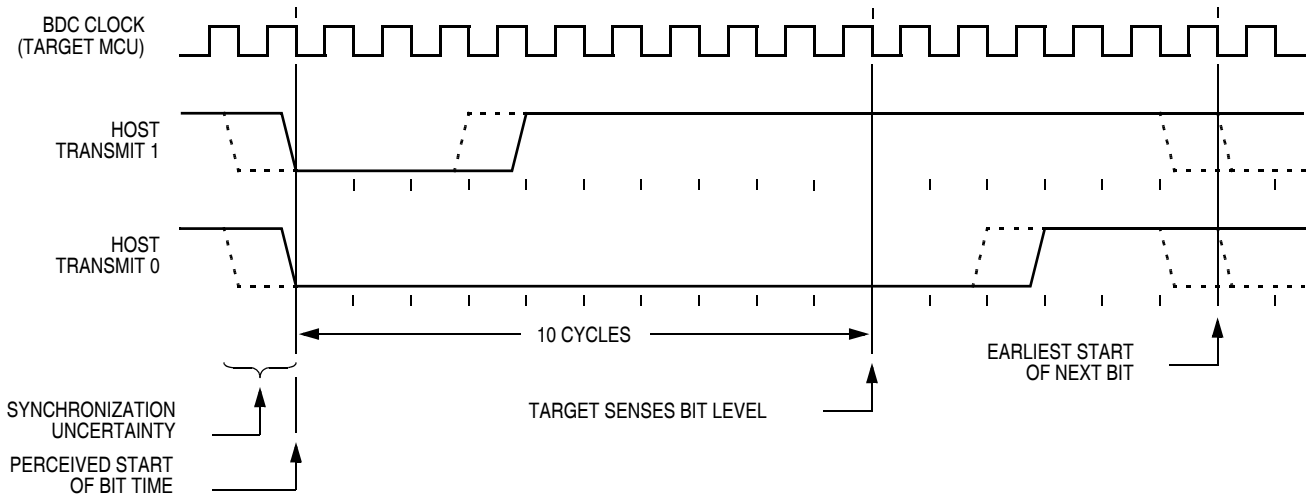 BDC CLOCK
(TARGET MCU)
HOST
TRANSMIT 1
HOST
TRANSMIT 0
10 CYCLES
EARLIEST START
OF NEXT BIT
TARGET SENSES BIT LEVEL
SYNCHRONIZATION
UNCERTAINTY
PERCEIVED START
OF BIT TIME